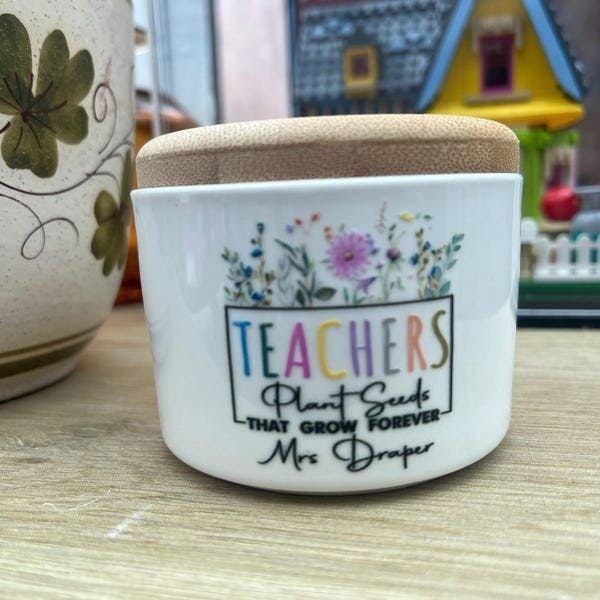 TEACHERS
Plant Seeds
THAT GROW FOREVER
Mrs Draper